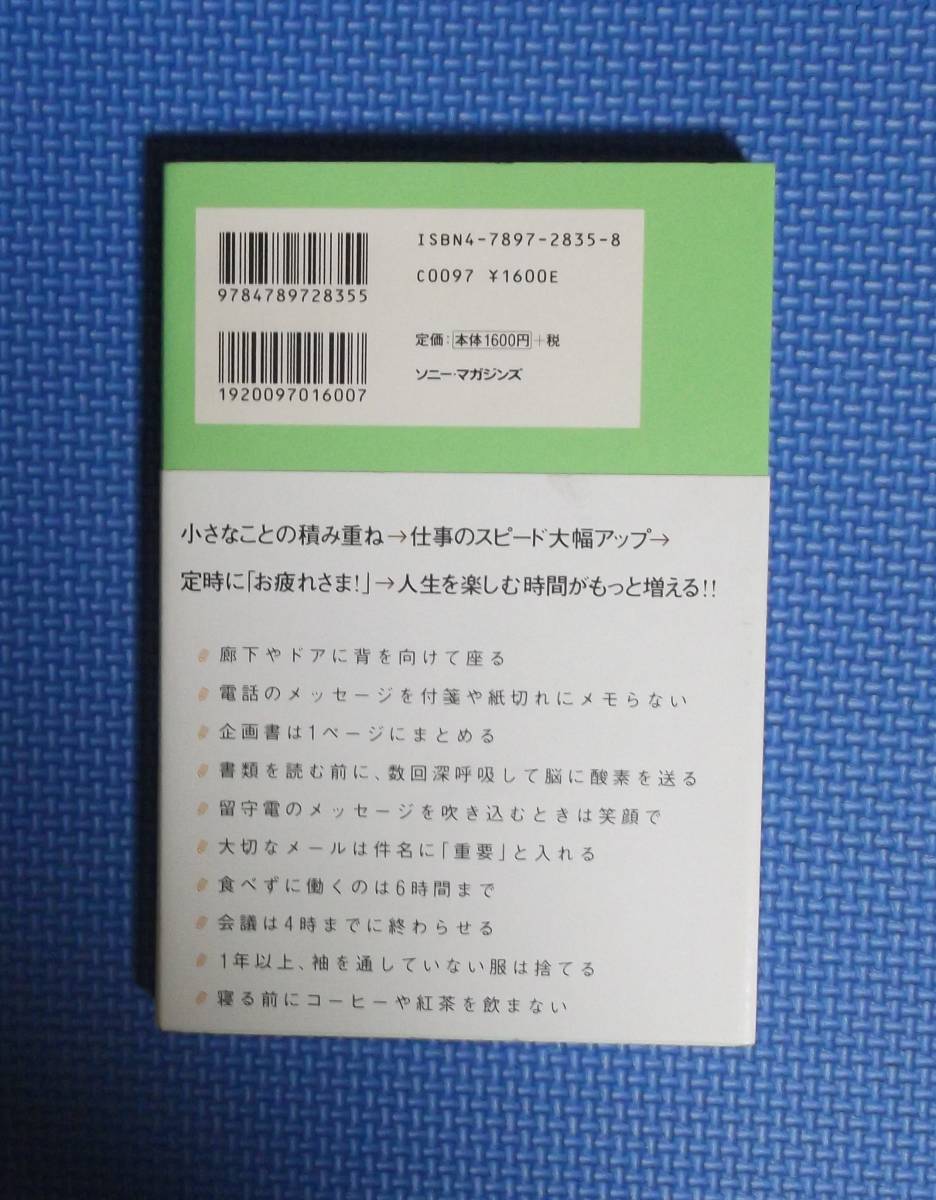 ISBN4-7897-2835-8
C0097 ¥1600E
9784789728355
定価:本体1600円+税
ソニー・マガジンズ
1920097016007
小さなことの積み重ね→仕事のスピード大幅アップ→
定時に「お疲れさま!」→人生を楽しむ時間がもっと増える!!
廊下やドアに背を向けて座る
電話のメッセージを付箋や紙切れにメモらない
企画書は1ページにまとめる
書類を読む前に、数回深呼吸して脳に酸素を送る
留守電のメッセージを吹き込むときは笑顔で
大切なメールは件名に「重要」と入れる
食べずに働くのは6時間まで
会議は4時までに終わらせる
1年以上、袖を通していない服は捨てる
寝る前にコーヒーや紅茶を飲まない